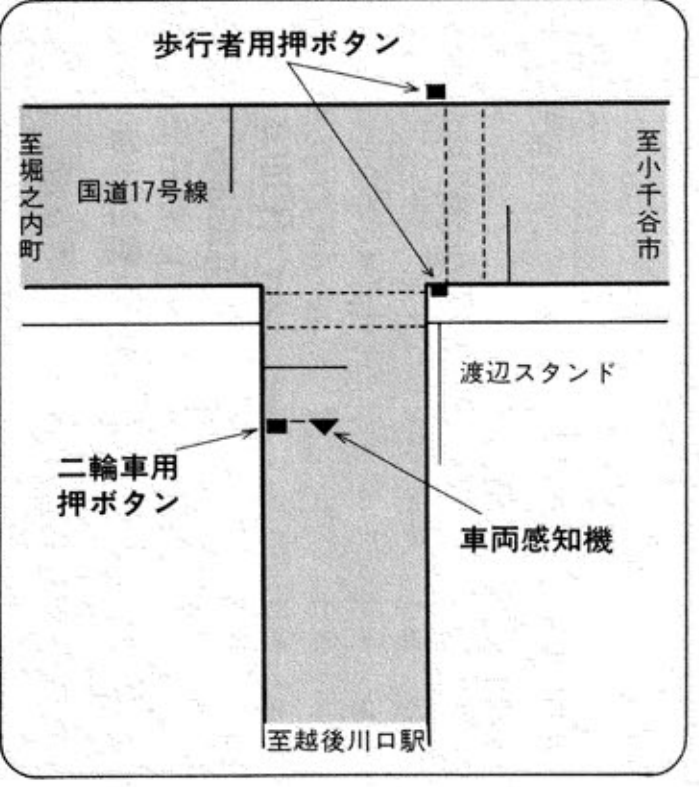 歩行者用押ボタン
至堀之内町
国道17号線
至小千谷市
渡辺スタンド
二輪車用
押ボタン
車両感知機
至越後川口駅